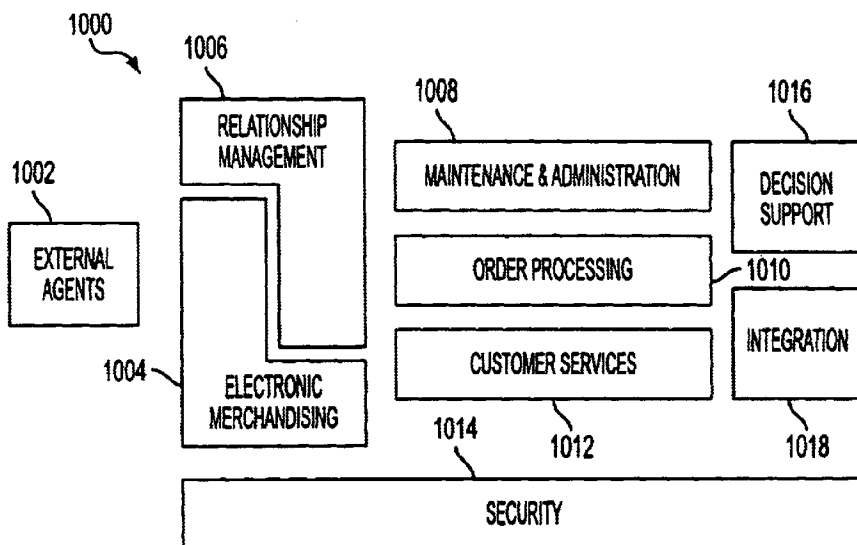 1000
1006
RELATIONSHIP
MANAGEMENT
1008
MAINTENANCE & ADMINISTRATION
1016
DECISION
SUPPORT
1002
EXTERNAL
AGENTS
ORDER PROCESSING
1010
1004
ELECTRONIC
MERCHANDISING
CUSTOMER SERVICES
1012
INTEGRATION
1018
1014
SECURITY